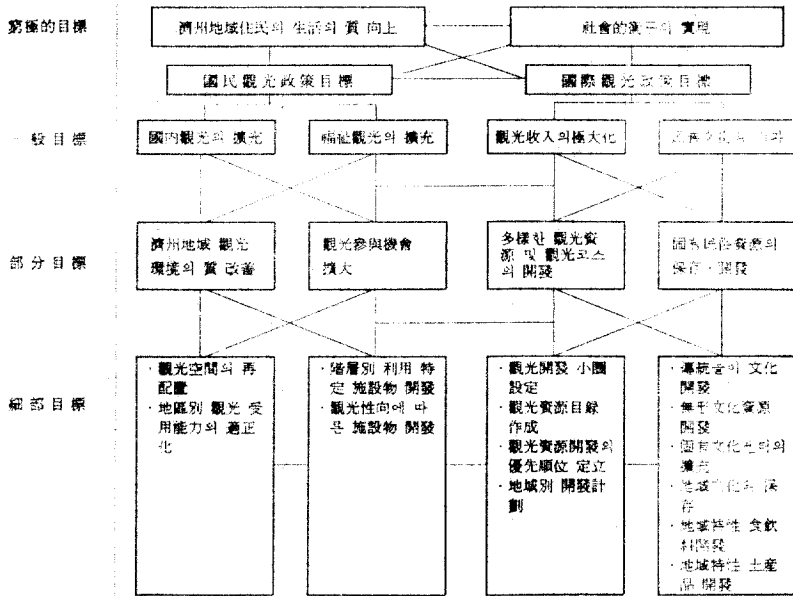 窮極的目標
濟州地域住民의 生活의 質 向上
社會的 衡平의 實現
國民觀光政策目標
國際觀光政策目標
一般目標
國內觀光의 擴充
福祉觀光의 擴充
觀光收入의極大化
部分目標
濟州地域 觀光
環境의 質 改善
觀光參與機會
擴大
多樣한 觀光資
源 및 觀光코스
의 開發
固有民俗資源의
保存·開發
細部目標
· 觀光空間의 再
配置
· 地區別 觀光 受
用能力의 適正
化
· 階層別 利用 特
定 施設物 開發
· 觀光性向에 따
른 施設物 開發
· 觀光開發 小圈
設定
· 觀光資源目録
作成
· 觀光資源開發의
優先順位 定立
· 地域別 開發計
劃
· 傳統 文化
開發
· 無形文化資源
開發
· 固有文化 의
擴充
· 地域文化의 保
存
· 地域特性 食飮
料開發
· 地域特性 土産
品 開發